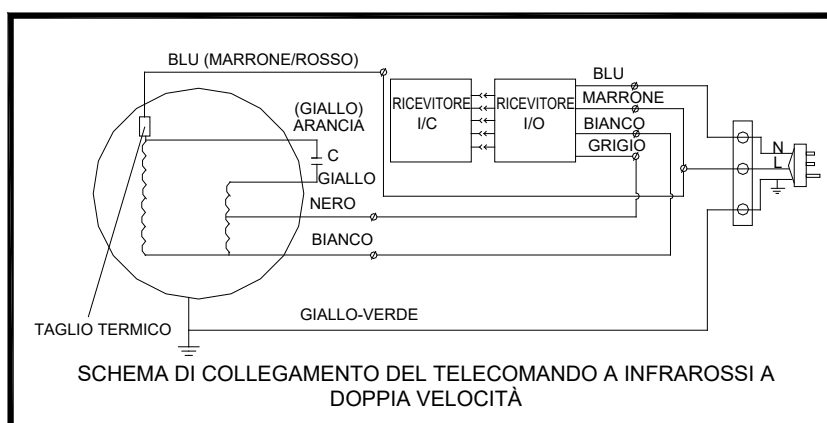 BLU (MARRONE/ROSSO)
(GIALLO)
ARANCIA
C
GIALLO
NERO
BIANCO
RICEVITORE
I/C
RICEVITORE
I/O
BLU
MARRONE
BIANCO
GRIGIO
N
L
TAGLIO TERMICO
GIALLO-VERDE
SCHEMA DI COLLEGAMENTO DEL TELECOMANDO A INFRAROSSI A
DOPPIA VELOCITÀ